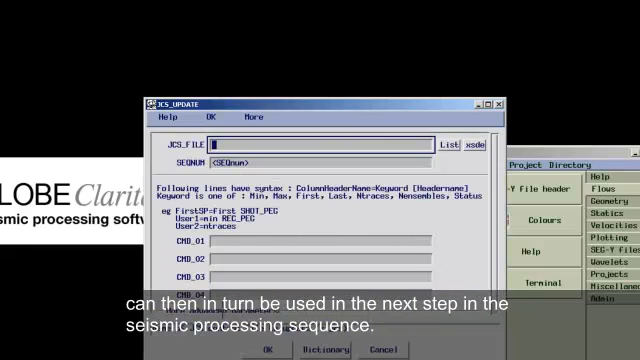 JCS_UPDATE
Help OK More
JCS_FILE List xsde
SEQNUM <SEQnum>
Following lines have syntax : ColumnHeaderName=Keyword [Headername]
Keyword is one of : Min, Max, First, Last, Ntraces, Nensembles, Status
eg FirstSP=First SHOT_PEG
User1=min REC_PEG
User2=ntraces
CMD_01
CMD_02
CMD_03
CMD_04
OK Dictionary Cancel
LOBE Clarita
ismic processing softw
Project Directory
G-Y file header
Colours
Help
Terminal
Help
Flows
Geometry
Statics
Velocities
Plotting
SEG-Y files
Wavelets
Projects
Miscellaneous
Admin
can then in turn be used in the next step in the
seismic processing sequence.